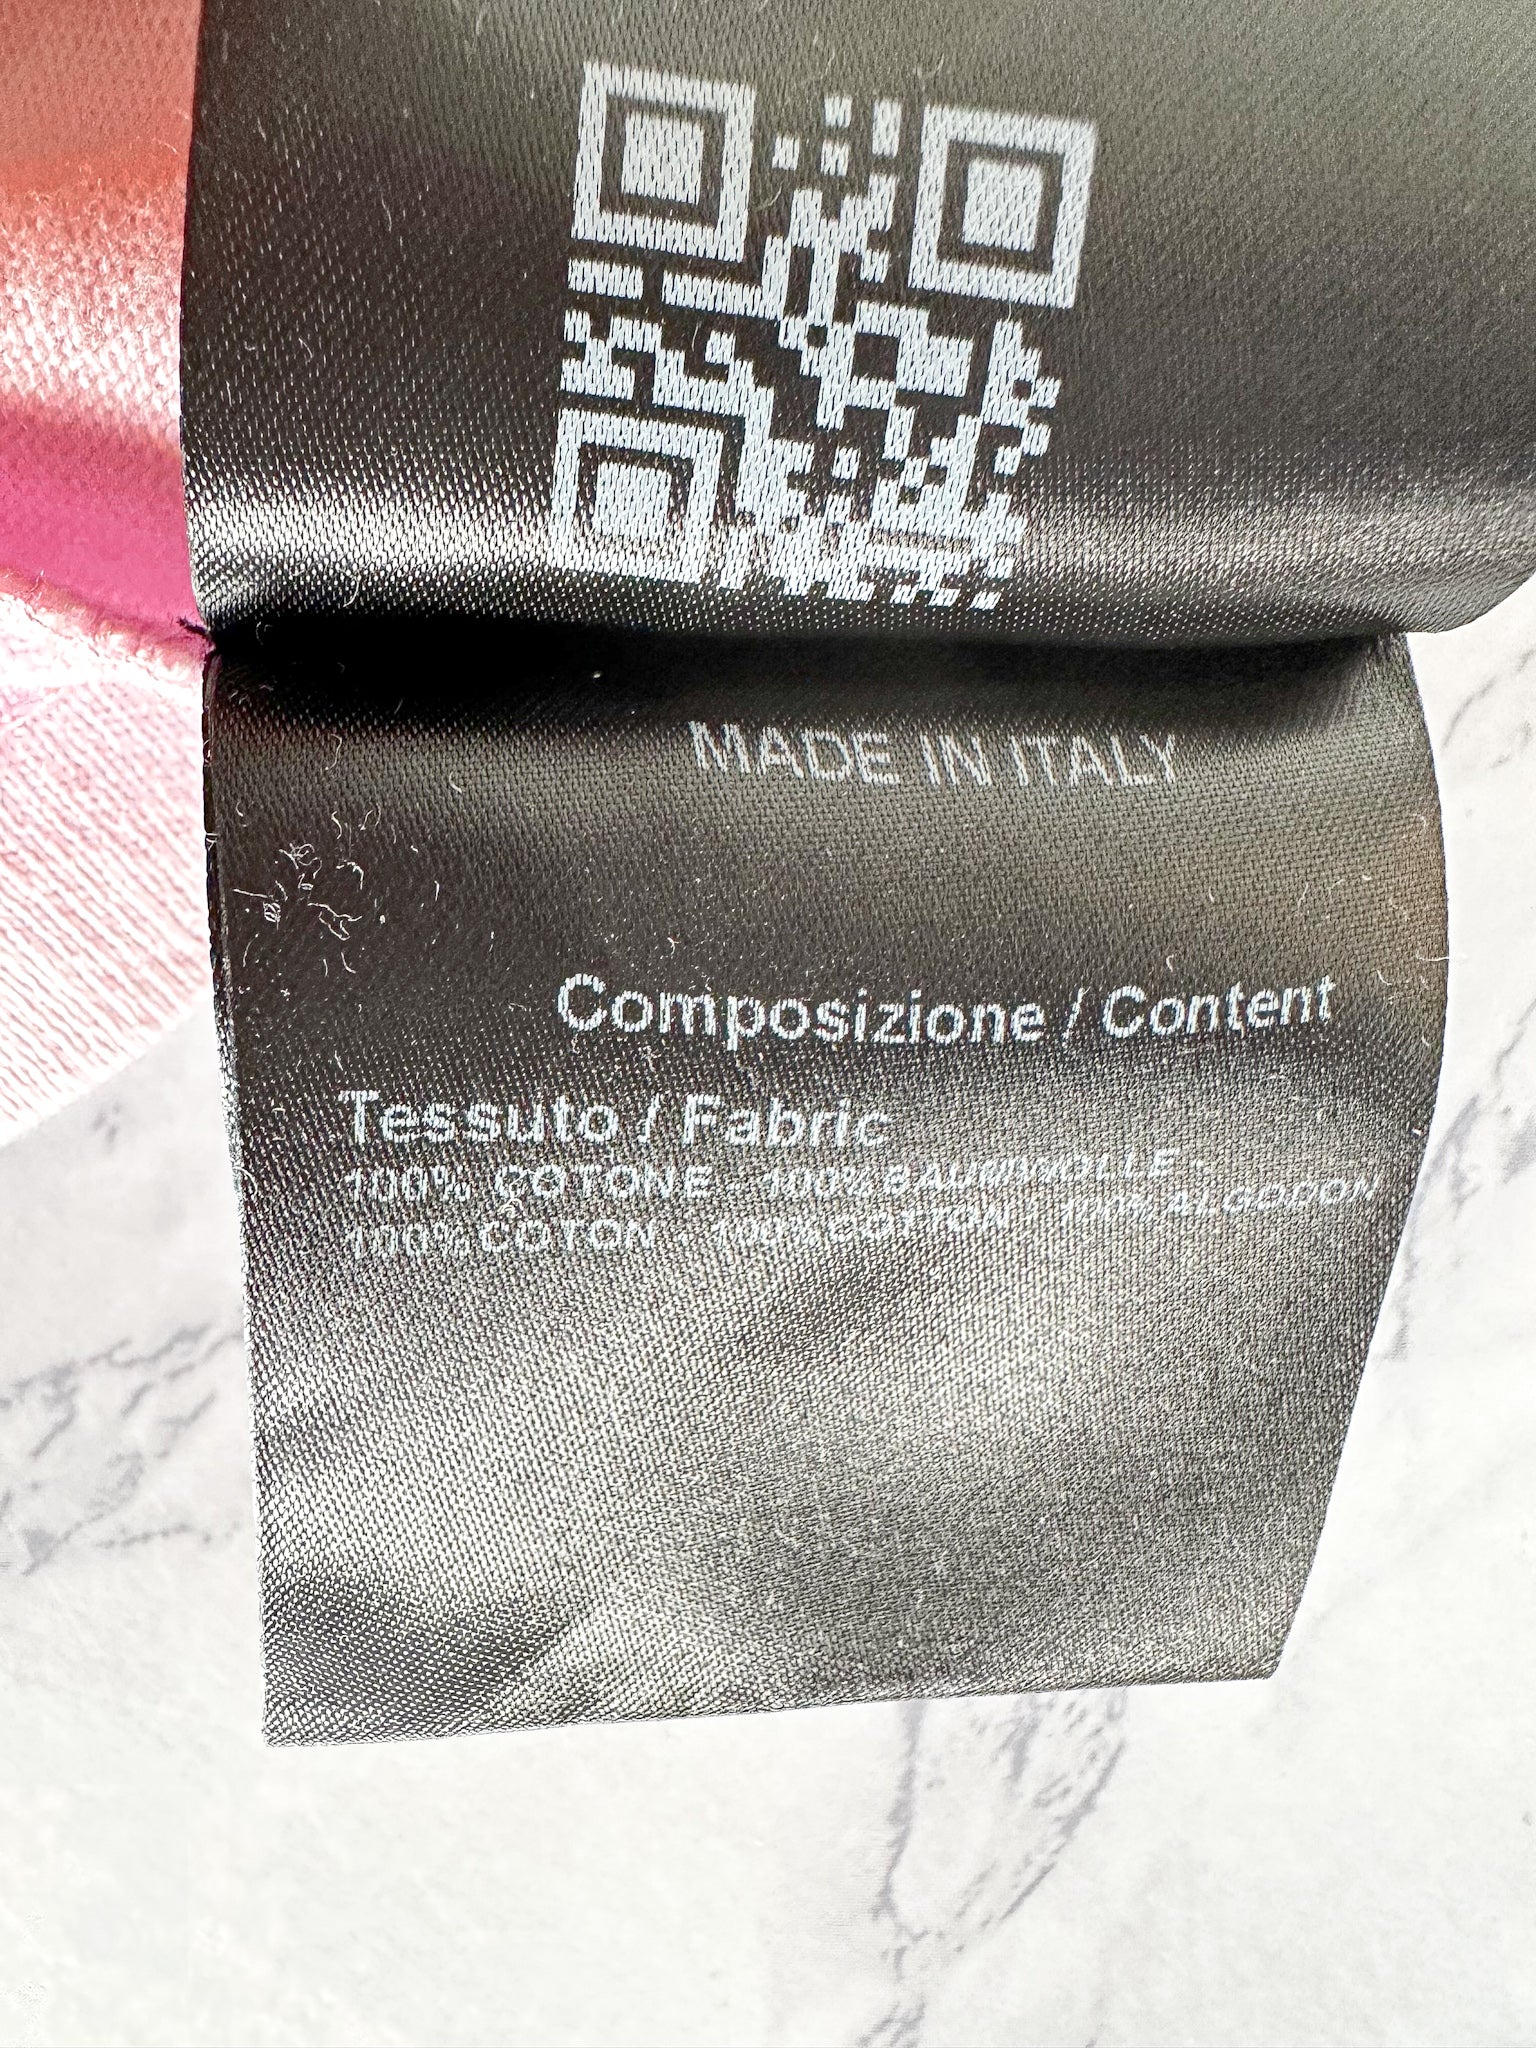 MADE IN ITALY
Composizione / Content
Tessuto / Fabric
100% COTONE - 100% BAUMWOLLE -
100% COTON - 100% COTTON - 100% ALGODON